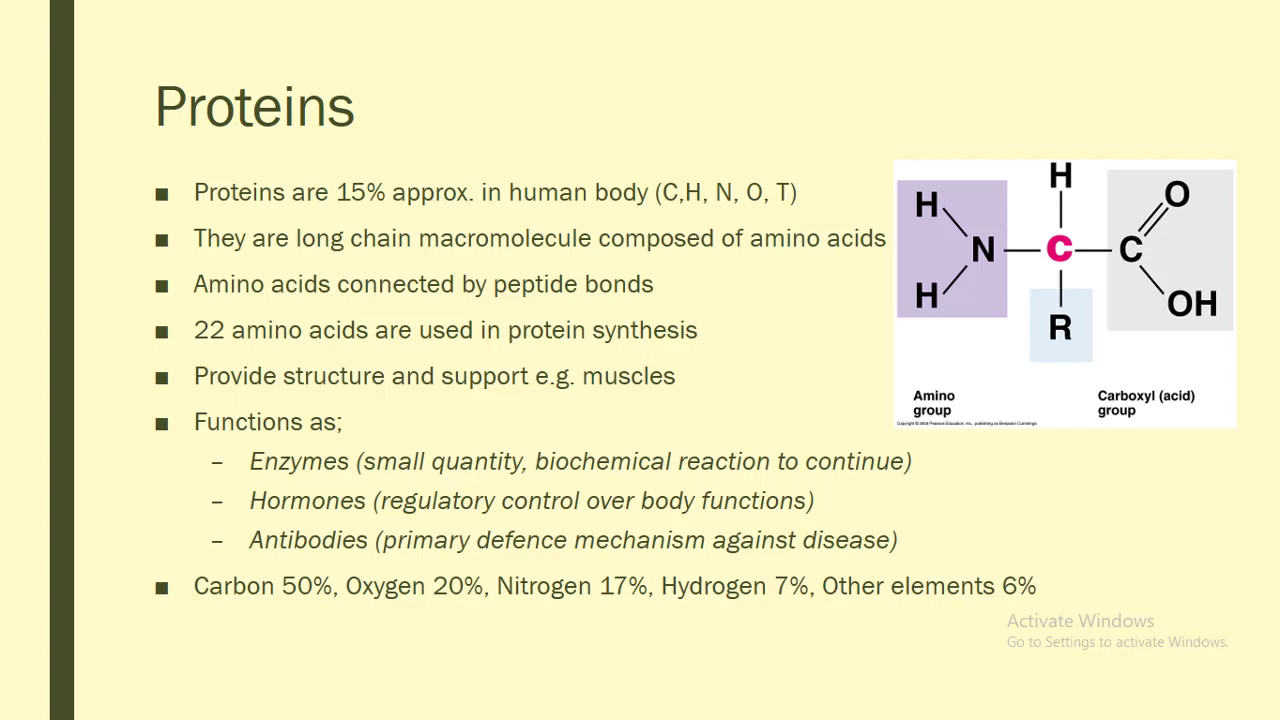 Proteins
■ Proteins are 15% approx. in human body (C,H, N, O, T)
■ They are long chain macromolecule composed of amino acids
■ Amino acids connected by peptide bonds
■ 22 amino acids are used in protein synthesis
■ Provide structure and support e.g. muscles
■ Functions as;
– Enzymes (small quantity, biochemical reaction to continue)
– Hormones (regulatory control over body functions)
– Antibodies (primary defence mechanism against disease)
■ Carbon 50%, Oxygen 20%, Nitrogen 17%, Hydrogen 7%, Other elements 6%
H
H
O
N
C
C
H
OH
R
Amino
group
Carboxyl (acid)
group
Activate Windows
Go to Settings to activate Windows.